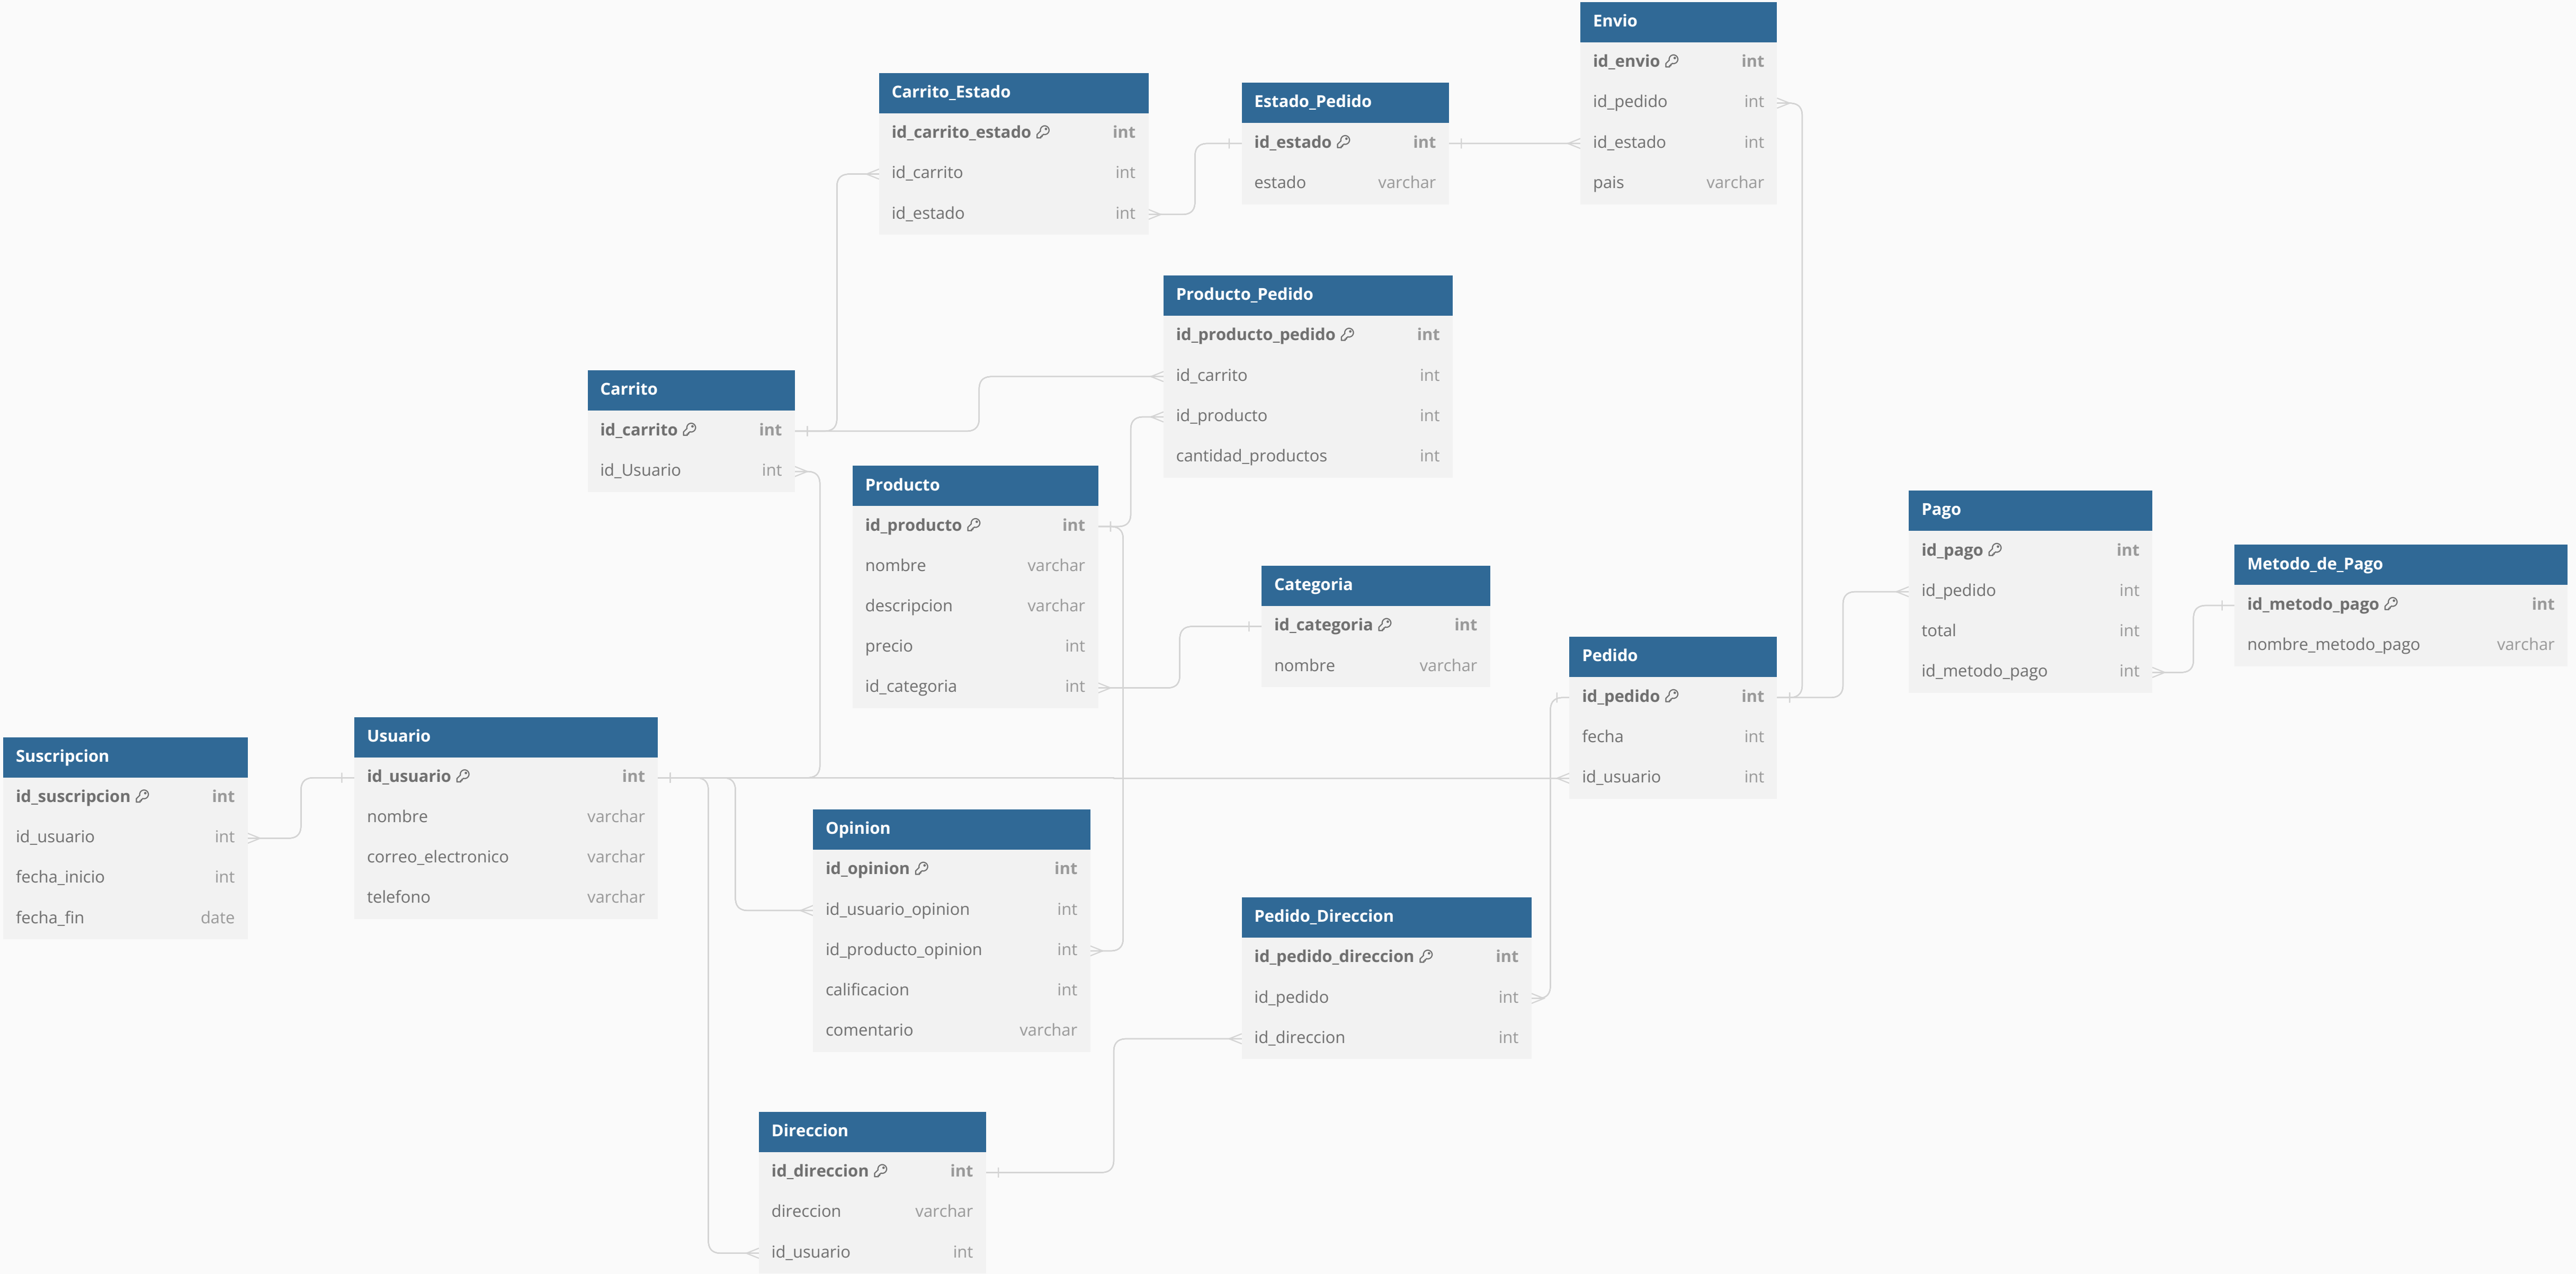 Envio
id_envio int
id_pedido int
id_estado int
pais varchar
Carrito_Estado
id_carrito_estado int
id_carrito int
id_estado int
Estado_Pedido
id_estado int
estado varchar
Producto_Pedido
id_producto_pedido int
id_carrito int
id_producto int
cantidad_productos int
Carrito
id_carrito int
id_Usuario int
Producto
id_producto int
nombre varchar
descripcion varchar
precio int
id_categoria int
Categoria
id_categoria int
nombre varchar
Pago
id_pago int
id_pedido int
total int
id_metodo_pago int
Metodo_de_Pago
id_metodo_pago int
nombre_metodo_pago varchar
Pedido
id_pedido int
fecha int
id_usuario int
Suscripcion
id_suscripcion int
id_usuario int
fecha_inicio int
fecha_fin date
Usuario
id_usuario int
nombre varchar
correo_electronico varchar
telefono varchar
Opinion
id_opinion int
id_usuario_opinion int
id_producto_opinion int
calificacion int
comentario varchar
Pedido_Direccion
id_pedido_direccion int
id_pedido int
id_direccion int
Direccion
id_direccion int
direccion varchar
id_usuario int